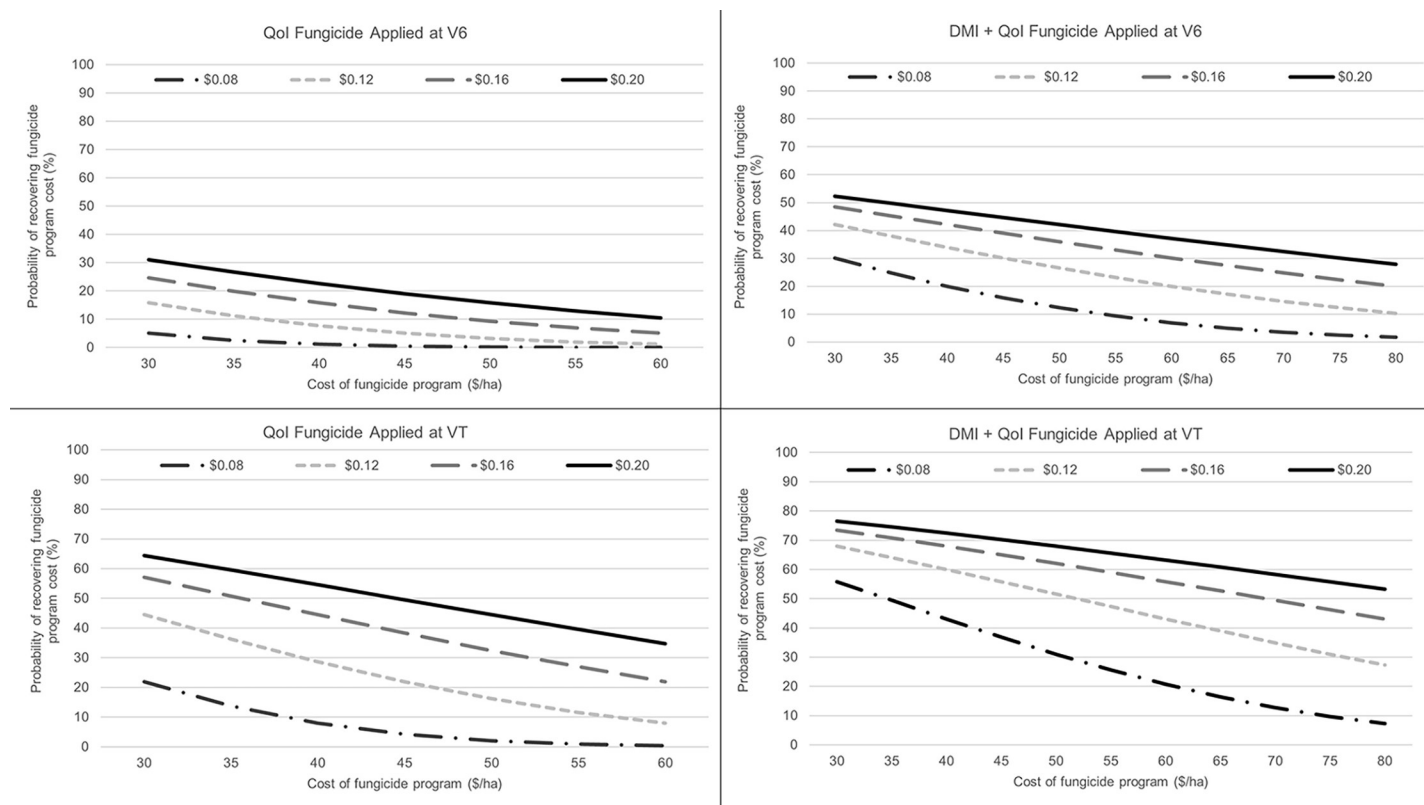 QoI Fungicide Applied at V6
$0.08 $0.12 $0.16 $0.20
Probability of recovering fungicide
program cost (%)
100
90
80
70
60
50
40
30
20
10
0
30 35 40 45 50 55 60
Cost of fungicide program ($/ha)
DMI + QoI Fungicide Applied at V6
$0.08 $0.12 $0.16 $0.20
Probability of recovering fungicide
program cost (%)
100
90
80
70
60
50
40
30
20
10
0
30 35 40 45 50 55 60 65 70 75 80
Cost of fungicide program ($/ha)
QoI Fungicide Applied at VT
$0.08 $0.12 $0.16 $0.20
Probability of recovering fungicide
program cost (%)
100
90
80
70
60
50
40
30
20
10
0
30 35 40 45 50 55 60
Cost of fungicide program ($/ha)
DMI + QoI Fungicide Applied at VT
$0.08 $0.12 $0.16 $0.20
Probability of recovering fungicide
program cost (%)
100
90
80
70
60
50
40
30
20
10
0
30 35 40 45 50 55 60 65 70 75 80
Cost of fungicide program ($/ha)